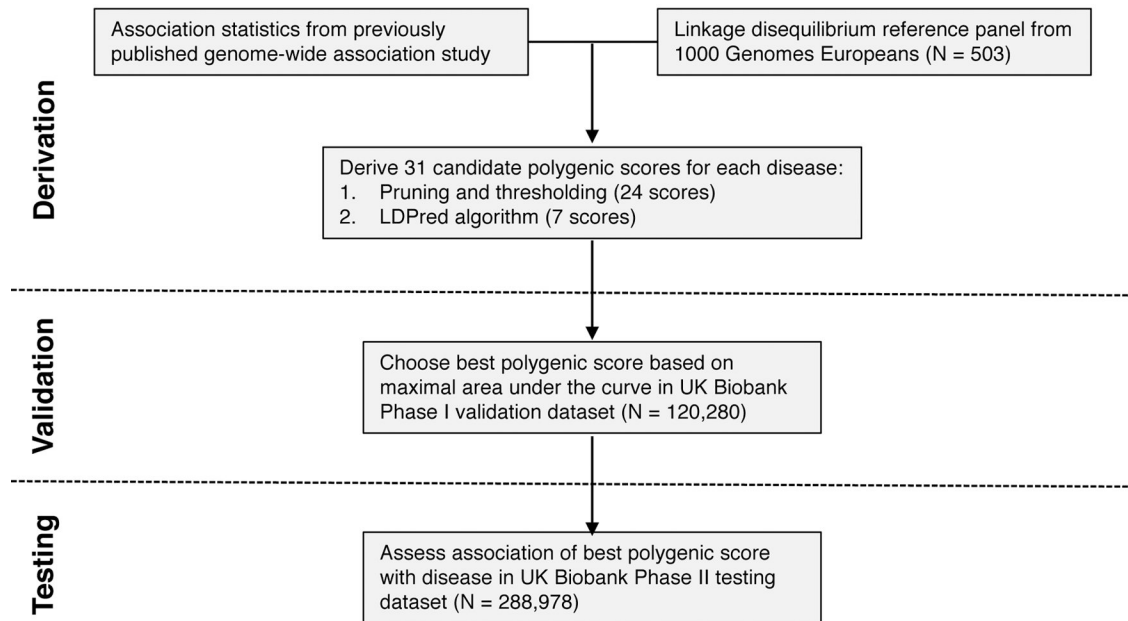 Association statistics from previously
published genome-wide association study
Linkage disequilibrium reference panel from
1000 Genomes Europeans (N = 503)
Derivation
Derive 31 candidate polygenic scores for each disease:
1. Pruning and thresholding (24 scores)
2. LDPred algorithm (7 scores)
Validation
Choose best polygenic score based on
maximal area under the curve in UK Biobank
Phase I validation dataset (N = 120,280)
Testing
Assess association of best polygenic score
with disease in UK Biobank Phase II testing
dataset (N = 288,978)